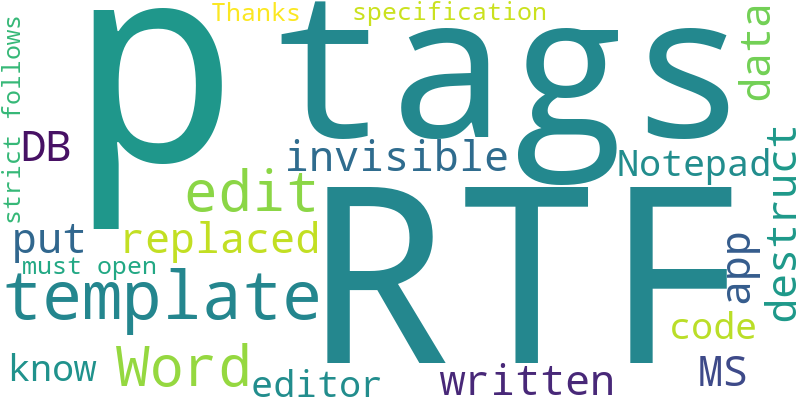 Thanks
specification
p
tags
data
strict follows
DB
invisible
Notepad
edit
destruct
put
replaced
RTF
app
must open
template
code
know
Word
editor
written
MS